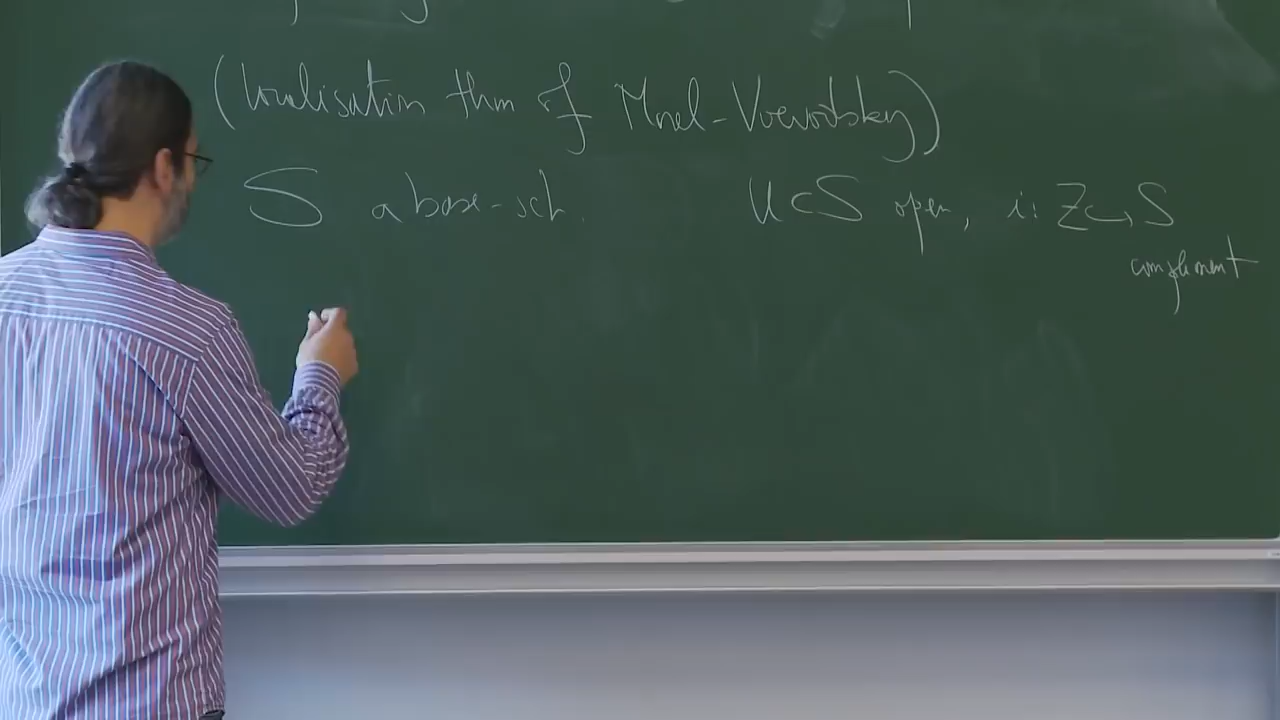 (localisation thm of Morel-Voevodsky)
S a base-sch. U ⊂ S open, i: Z ↪ S
complement